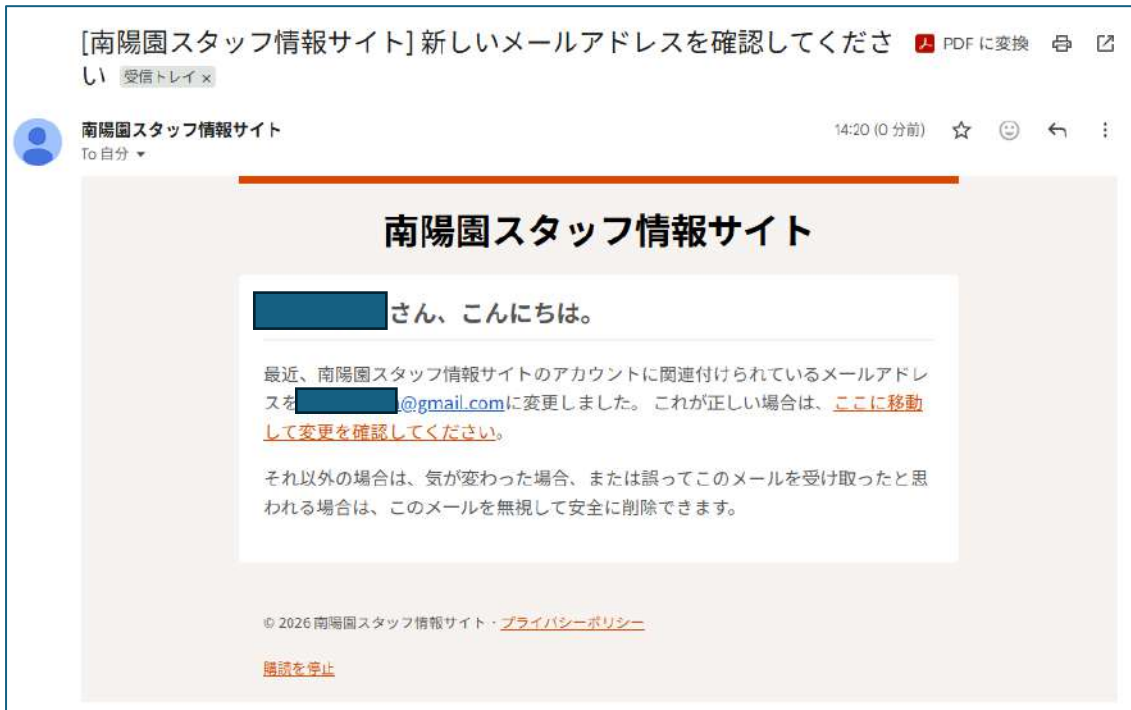 [南陽園スタッフ情報サイト] 新しいメールアドレスを確認してくださ
い 受信トレイ ×
PDF に変換
南陽園スタッフ情報サイト
14:20 (0 分前)
To 自分
南陽園スタッフ情報サイト
さん、こんにちは。
最近、南陽園スタッフ情報サイトのアカウントに関連付けられているメールアドレ
スを @gmail.comに変更しました。 これが正しい場合は、ここに移動
して変更を確認してください。
それ以外の場合は、気が変わった場合、または誤ってこのメールを受け取ったと思
われる場合は、このメールを無視して安全に削除できます。
© 2026 南陽園スタッフ情報サイト・プライバシーポリシー
購読を停止